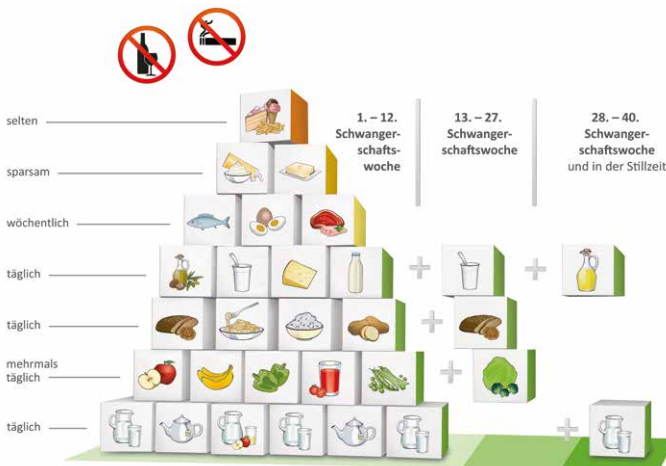 selten
sparsam
wöchentlich
täglich
täglich
mehrmals
täglich
täglich
1. – 12.
Schwanger-
schafts-
woche
13. – 27.
Schwanger-
schaftswoche
28. – 40.
Schwanger-
schaftswoche
und in der Stillzeit
+
+
+
+
+